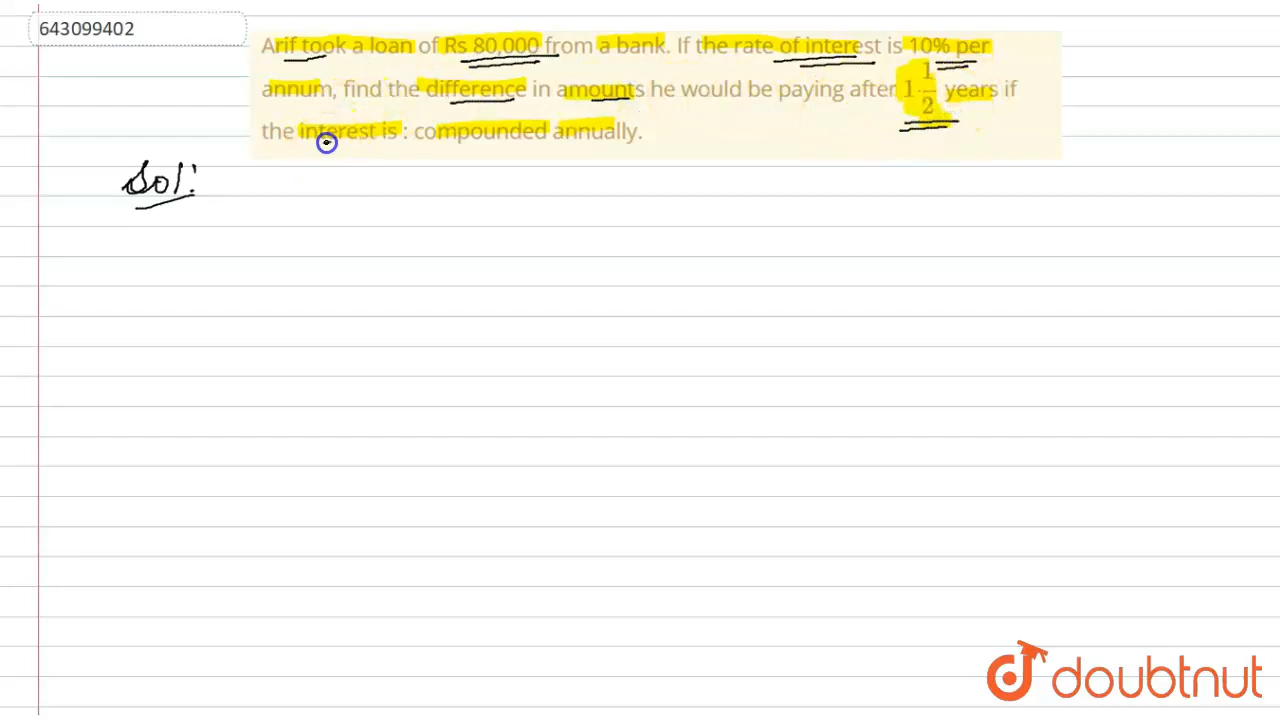 643099402
Arif took a loan of Rs 80,000 from a bank. If the rate of interest is 10% per
annum, find the difference in amounts he would be paying after 1 1/2 years if
the interest is : compounded annually.
Sol:
doubtnut